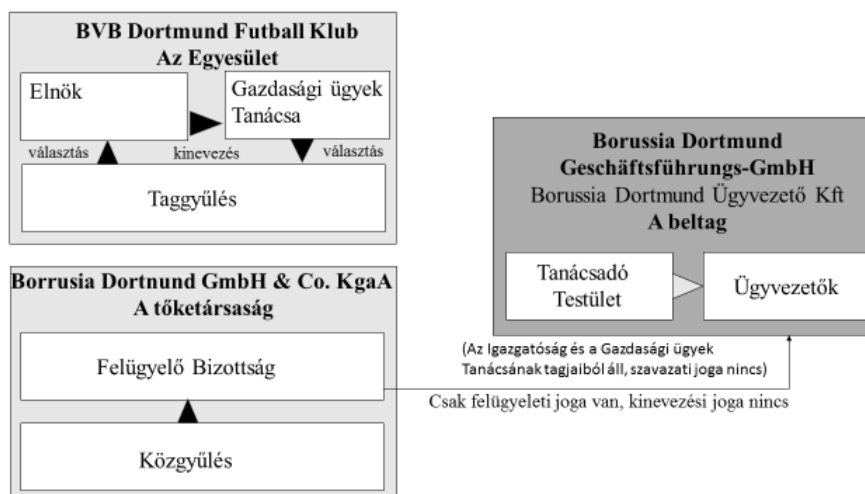 BVB Dortmund Futball Klub
Az Egyesület
Elnök
Gazdasági ügyek
Tanácsa
választás
kinevezés
választás
Taggyűlés
Borrusia Dortnund GmbH & Co. KgaA
A tőketársaság
Felügyelő Bizottság
Közgyűlés
Borussia Dortmund
Geschäftsführungs-GmbH
Borussia Dortmund Ügyvezető Kft
A beltag
Tanácsadó
Testület
Ügyvezetők
(Az Igazgatóság és a Gazdasági ügyek
Tanácsának tagjaiból áll, szavazati joga nincs)
Csak felügyeleti joga van, kinevezési joga nincs